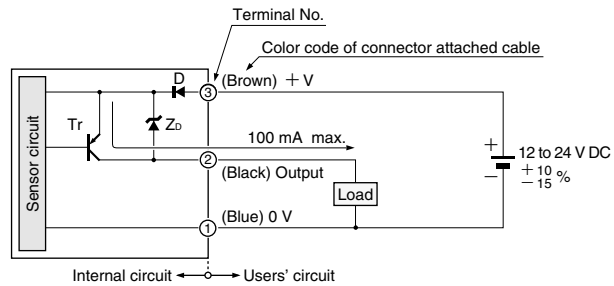 Terminal No.
Color code of connector attached cable
D
3
(Brown) + V
Sensor circuit
Tr
ZD
100 mA max.
2
(Black) Output
Load
+
−
12 to 24 V DC
+ 10
− 15 %
1
(Blue) 0 V
Internal circuit
Users' circuit